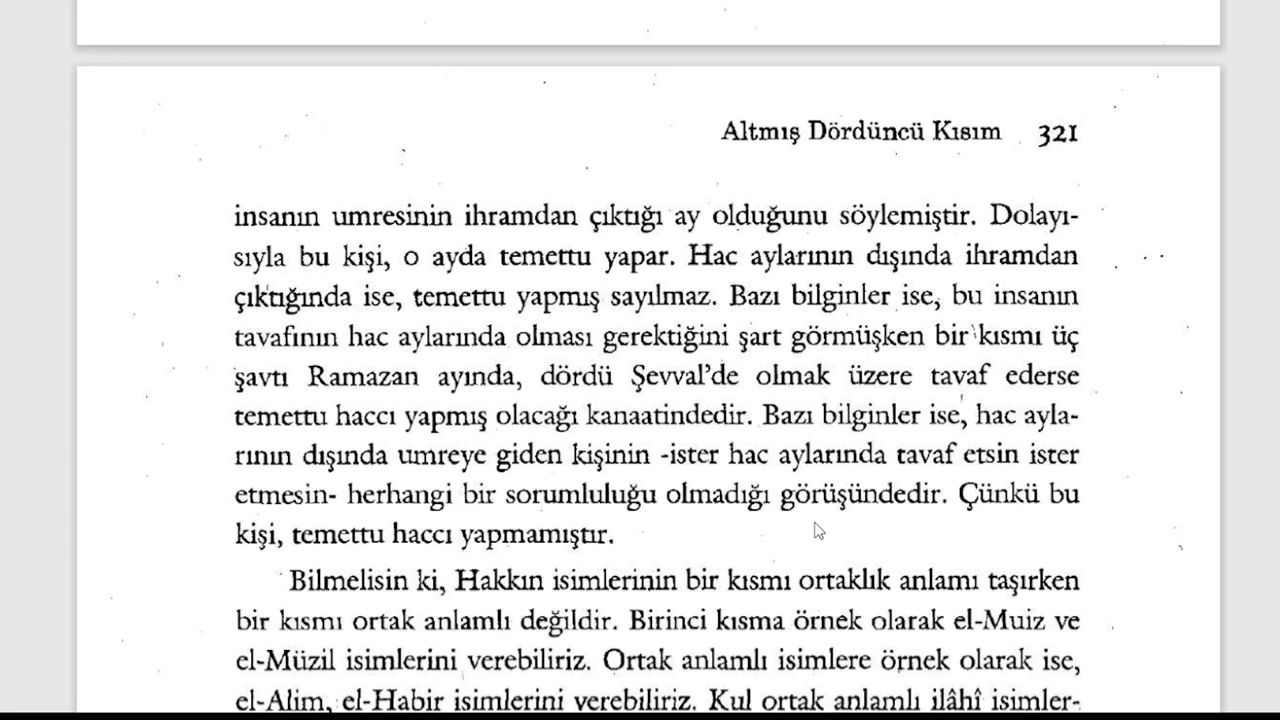 Altmış Dördüncü Kısım 321
insanın umresinin ihramdan çıktığı ay olduğunu söylemiştir. Dolayı-
sıyla bu kişi, o ayda temettu yapar. Hac aylarının dışında ihramdan
çıktığında ise, temettu yapmış sayılmaz. Bazı bilginler ise, bu insanın
tavafının hac aylarında olması gerektiğini şart görmüşken bir kısmı üç
şavtı Ramazan ayında, dördü Şevval’de olmak üzere tavaf ederse
temettu haccı yapmış olacağı kanaatindedir. Bazı bilginler ise, hac ayla-
rının dışında umreye giden kişinin -ister hac aylarında tavaf etsin ister
etmesin- herhangi bir sorumluluğu olmadığı görüşündedir. Çünkü bu
kişi, temettu haccı yapmamıştır.
Bilmelisin ki, Hakkın isimlerinin bir kısmı ortaklık anlamı taşırken
bir kısmı ortak anlamlı değildir. Birinci kısma örnek olarak el-Muiz ve
el-Müzil isimlerini verebiliriz. Ortak anlamlı isimlere örnek olarak ise,
el-Alim, el-Habir isimlerini verebiliriz. Kul ortak anlamlı ilâhî isimler-